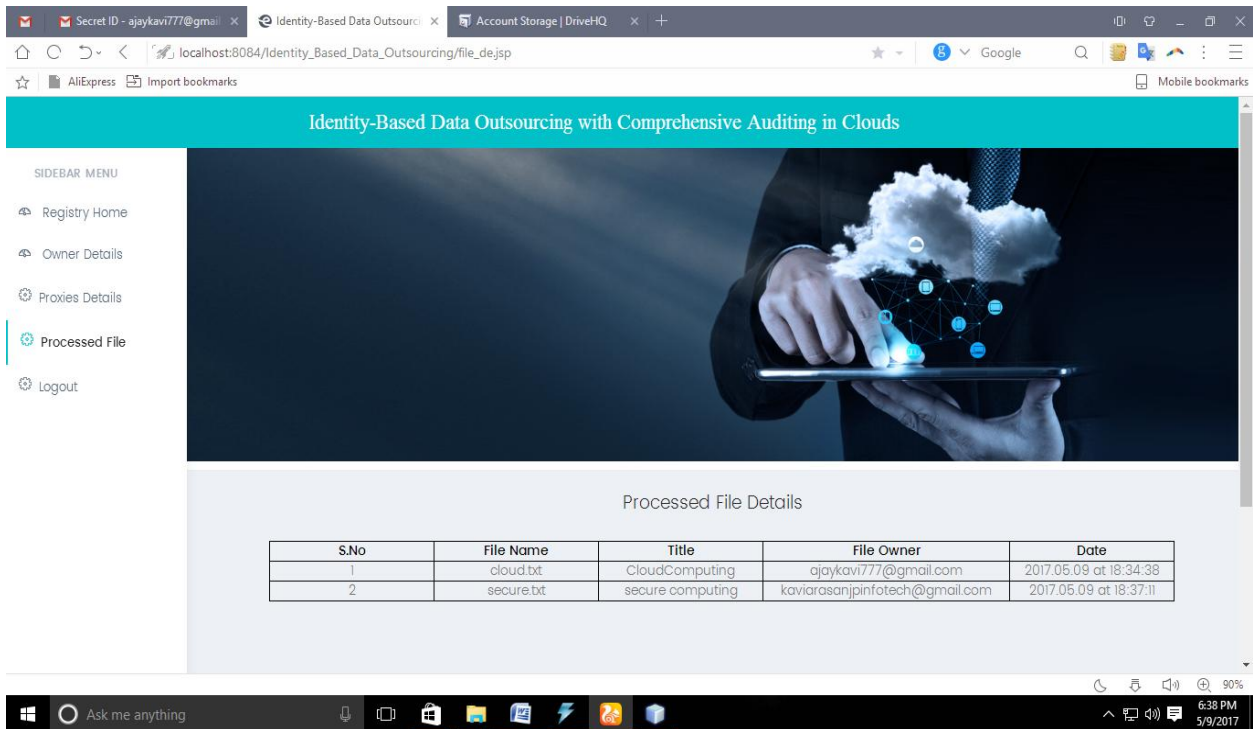 Secret ID - ajaykavi777@gmail
Identity-Based Data Outsourci
Account Storage | DriveHQ
localhost:8084/Identity_Based_Data_Outsourcing/file_de.jsp
Google
AliExpress Import bookmarks
Mobile bookmarks
Identity-Based Data Outsourcing with Comprehensive Auditing in Clouds
SIDEBAR MENU
Registry Home
Owner Details
Proxies Details
Processed File
Logout
Processed File Details
S.No File Name Title File Owner Date
1 cloud.txt CloudComputing ajaykavi777@gmail.com 2017.05.09 at 18:34:38
2 secure.txt secure computing kaviarasanjpinfotech@gmail.com 2017.05.09 at 18:37:11
90%
Ask me anything
6:38 PM
5/9/2017